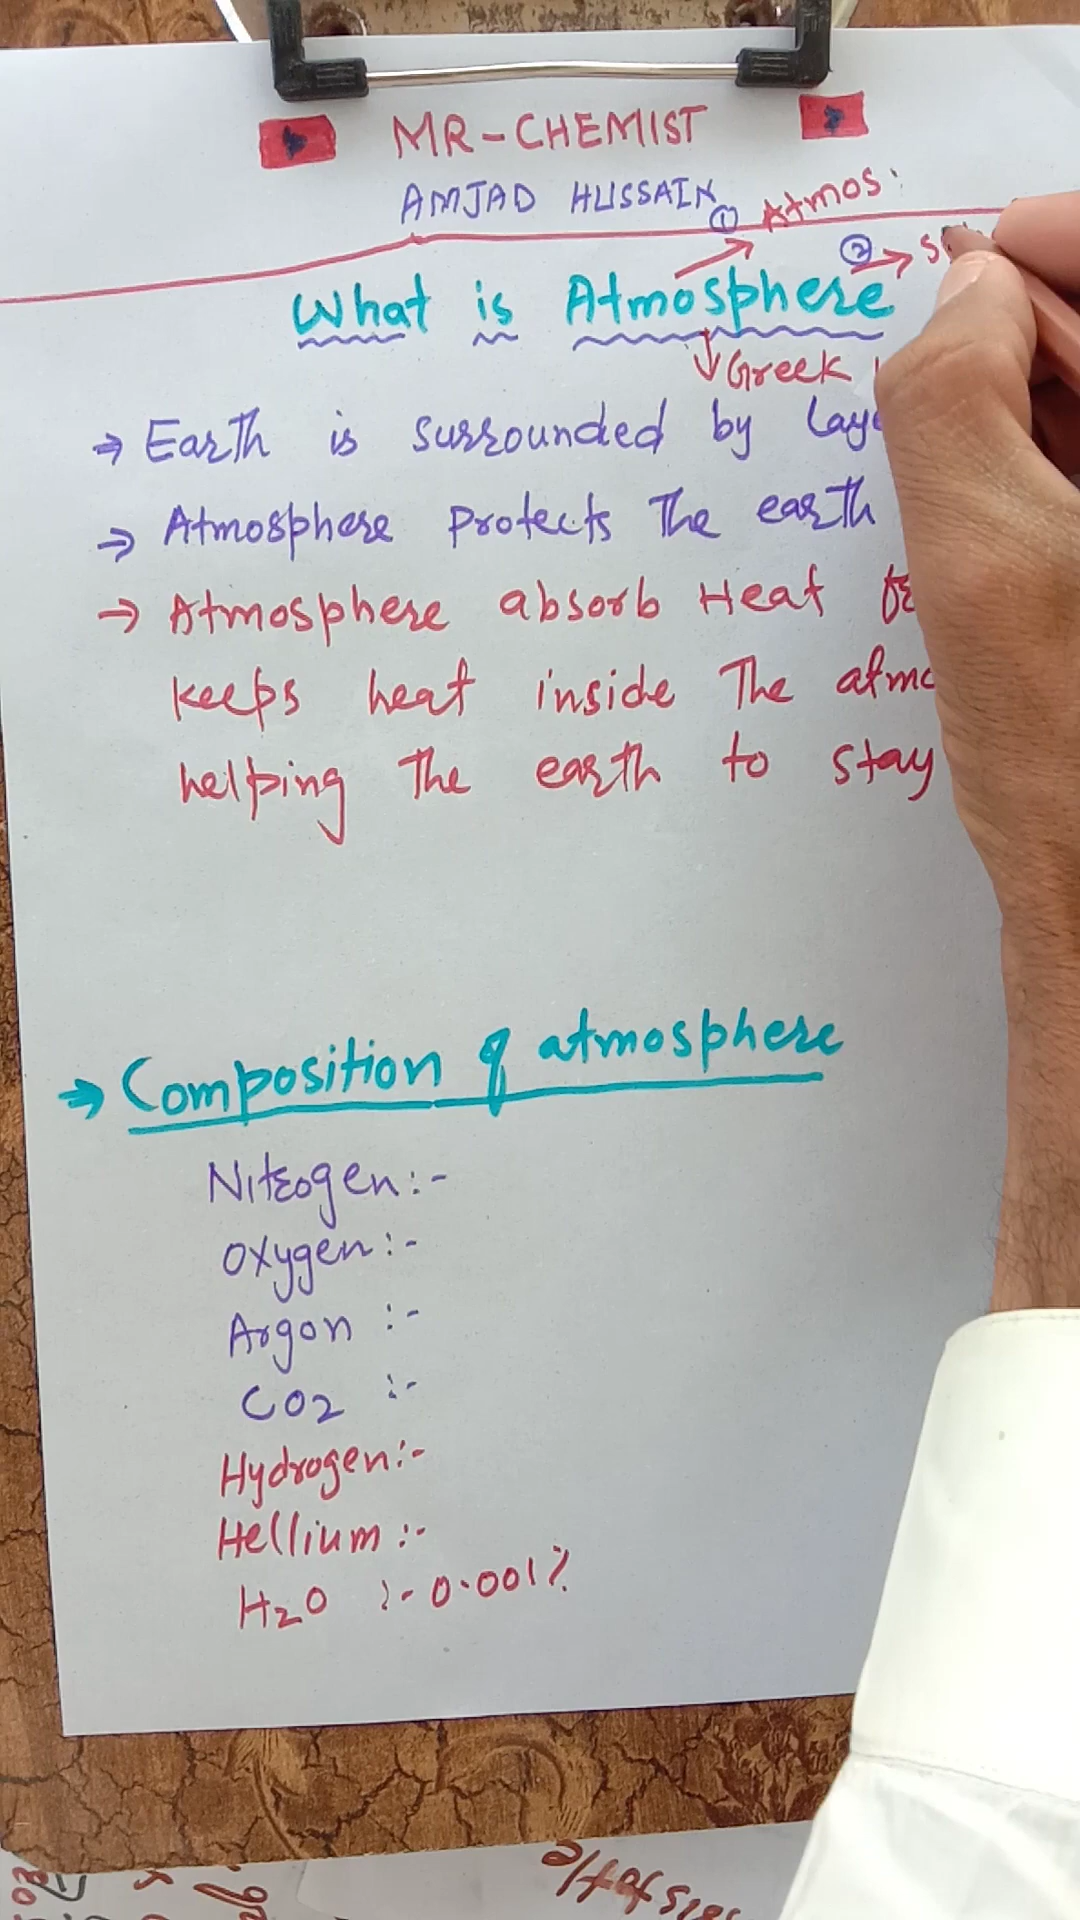 MR-CHEMIST
AMJAD HUSSAIN
① Atmos.
②
What is Atmosphere
Greek
Earth is surrounded by
Atmosphere Protects The earth
Atmosphere absorb Heat
keeps heat inside The
helping The earth to stay
Composition of atmosphere
Nitrogen:-
Oxygen:-
Argon :-
CO2 :-
Hydrogen:-
Hellium :-
H2O :- 0.001%